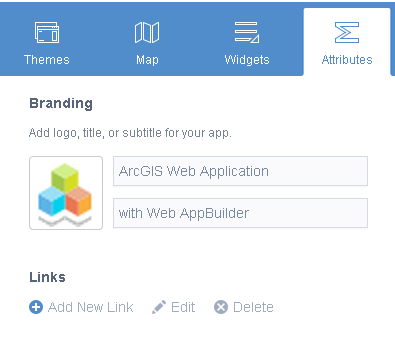 Themes Map Widgets Attributes
Branding
Add logo, title, or subtitle for your app.
ArcGIS Web Application
with Web AppBuilder
Links
Add New Link Edit Delete